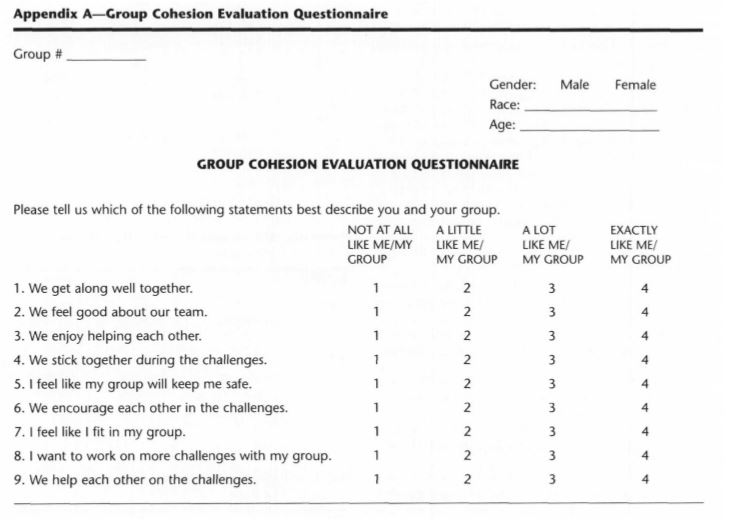 Appendix A—Group Cohesion Evaluation Questionnaire
Group # ___________
Gender: Male Female
Race: ___________________
Age: ____________________
GROUP COHESION EVALUATION QUESTIONNAIRE
Please tell us which of the following statements best describe you and your group.
NOT AT ALL A LITTLE A LOT EXACTLY
LIKE ME/MY LIKE ME/ LIKE ME/ LIKE ME/
GROUP MY GROUP MY GROUP MY GROUP
1. We get along well together. 1 2 3 4
2. We feel good about our team. 1 2 3 4
3. We enjoy helping each other. 1 2 3 4
4. We stick together during the challenges. 1 2 3 4
5. I feel like my group will keep me safe. 1 2 3 4
6. We encourage each other in the challenges. 1 2 3 4
7. I feel like I fit in my group. 1 2 3 4
8. I want to work on more challenges with my group. 1 2 3 4
9. We help each other on the challenges. 1 2 3 4